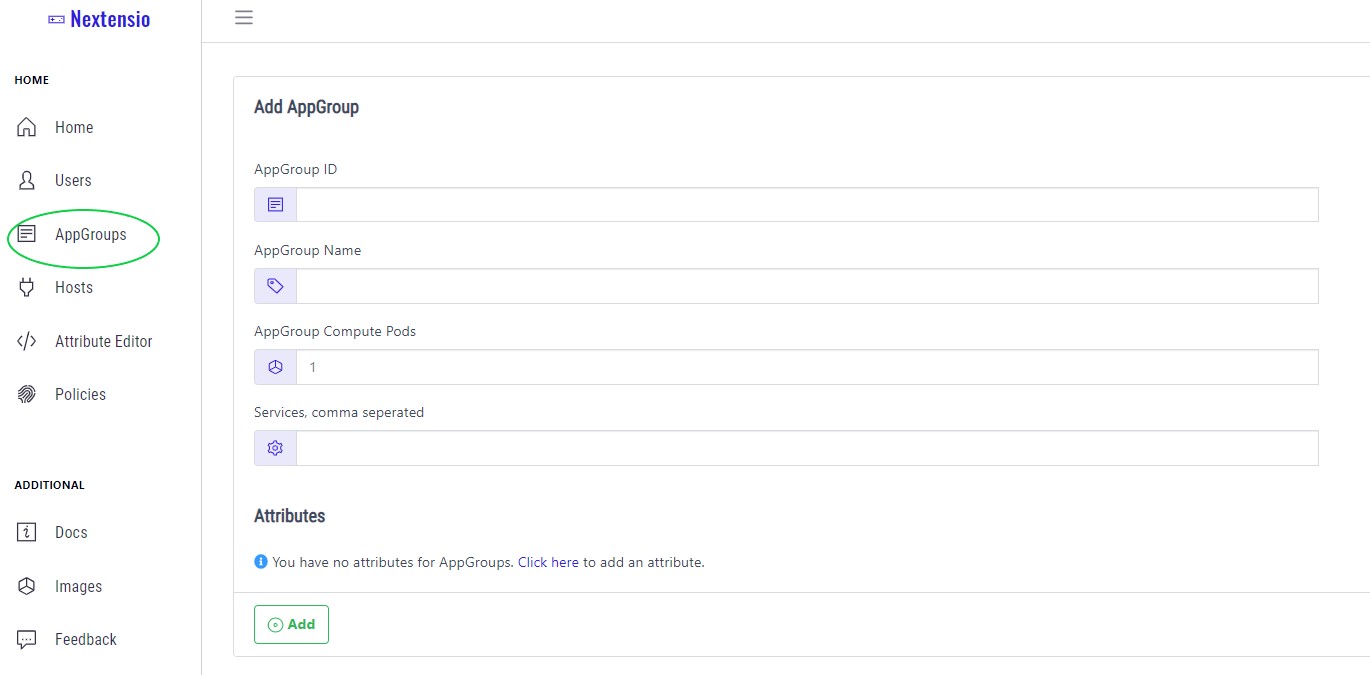 Nextensio
HOME
Home
Users
AppGroups
Hosts
Attribute Editor
Policies
ADDITIONAL
Docs
Images
Feedback
Add AppGroup
AppGroup ID
AppGroup Name
AppGroup Compute Pods
1
Services, comma seperated
Attributes
You have no attributes for AppGroups. Click here to add an attribute.
Add